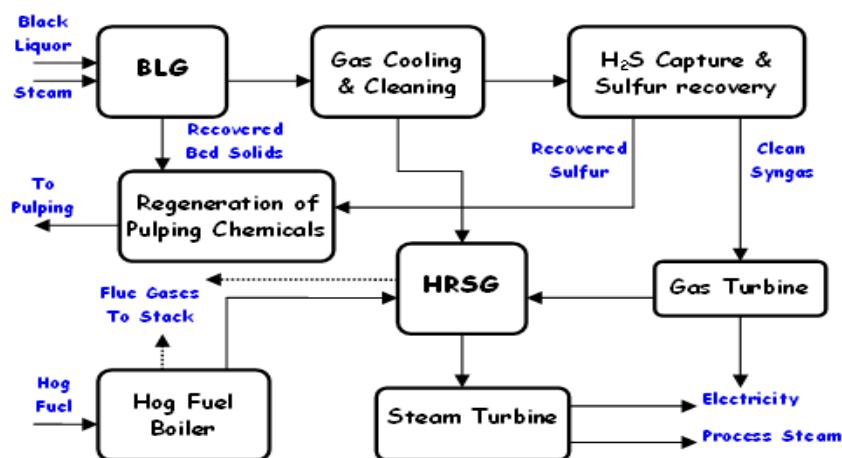 Black
Liquor
Steam
BLG
Gas Cooling
& Cleaning
H₂S Capture &
Sulfur recovery
Recovered
Bed Solids
Recovered
Sulfur
Clean
Syngas
To
Pulping
Regeneration of
Pulping Chemicals
HRSG
Gas Turbine
Flue Gases
To Stack
Hog
Fuel
Hog Fuel
Boiler
Steam Turbine
Electricity
Process Steam